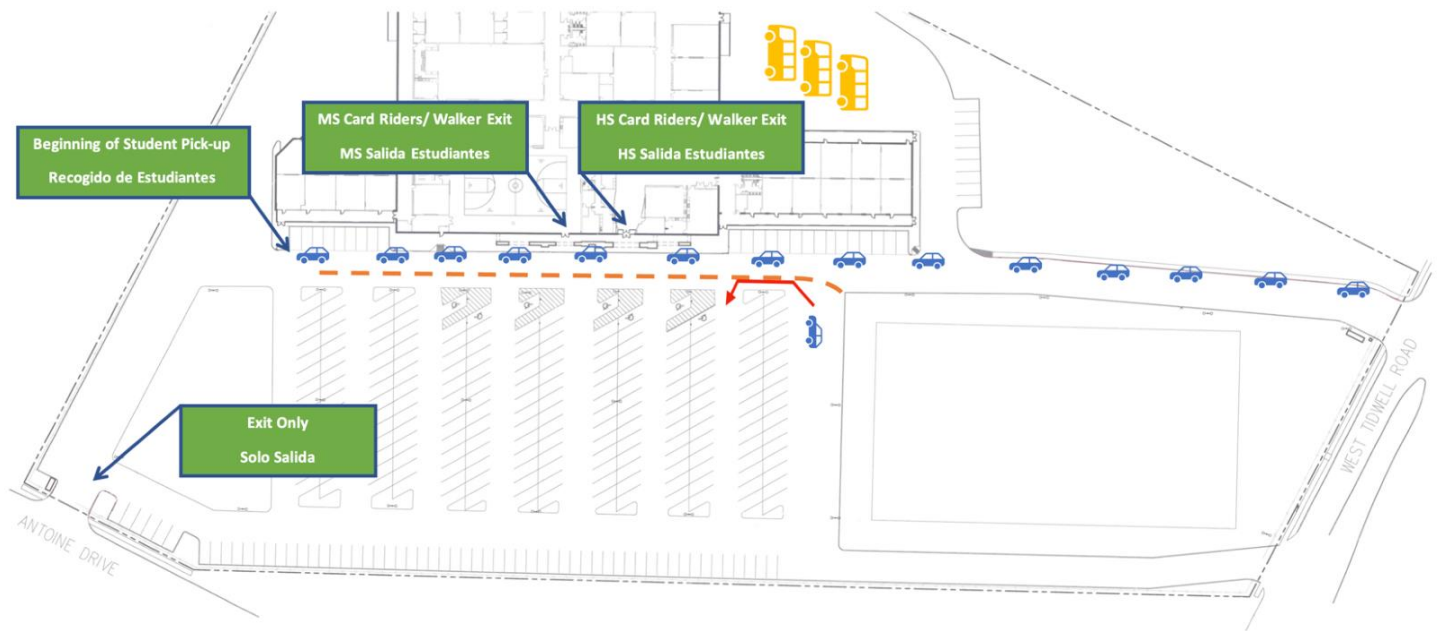 MS Card Riders/ Walker Exit
MS Salida Estudiantes
HS Card Riders/ Walker Exit
HS Salida Estudiantes
Beginning of Student Pick-up
Recogido de Estudiantes
Exit Only
Solo Salida
WEST TIDWELL ROAD
ANTOINE DRIVE